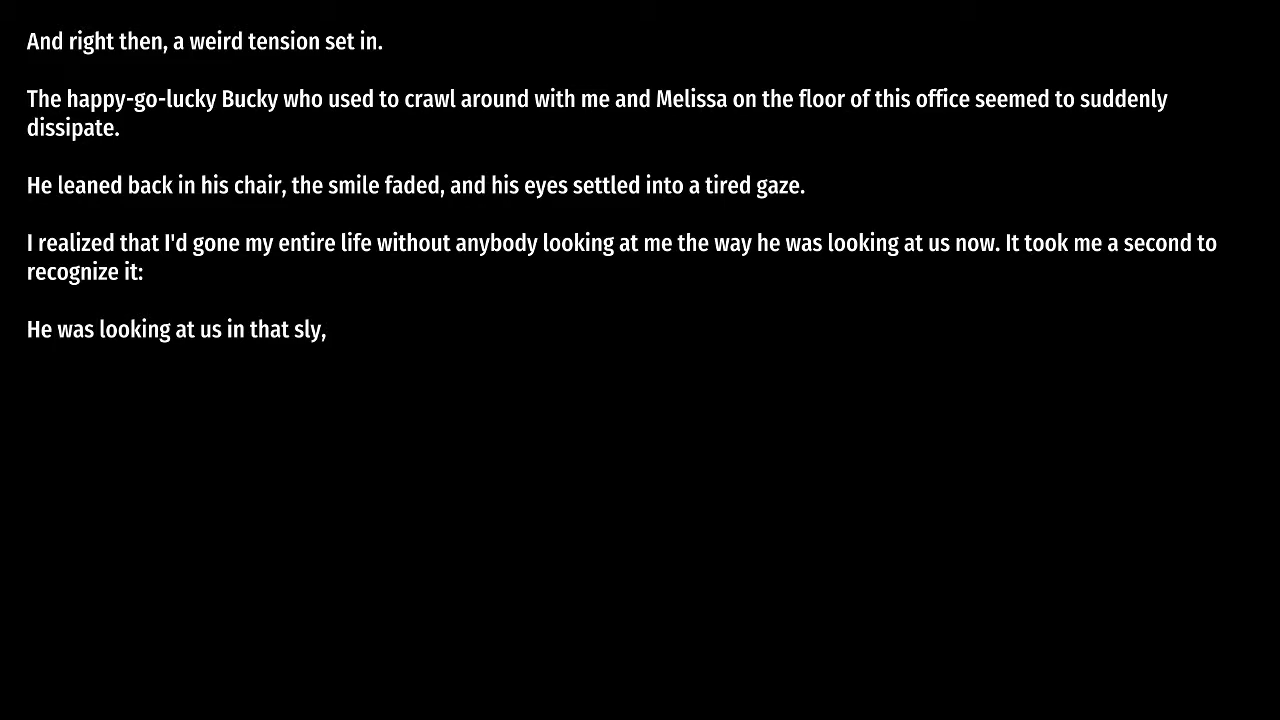 And right then, a weird tension set in.
The happy-go-lucky Bucky who used to crawl around with me and Melissa on the floor of this office seemed to suddenly
dissipate.
He leaned back in his chair, the smile faded, and his eyes settled into a tired gaze.
I realized that I'd gone my entire life without anybody looking at me the way he was looking at us now. It took me a second to
recognize it:
He was looking at us in that sly,